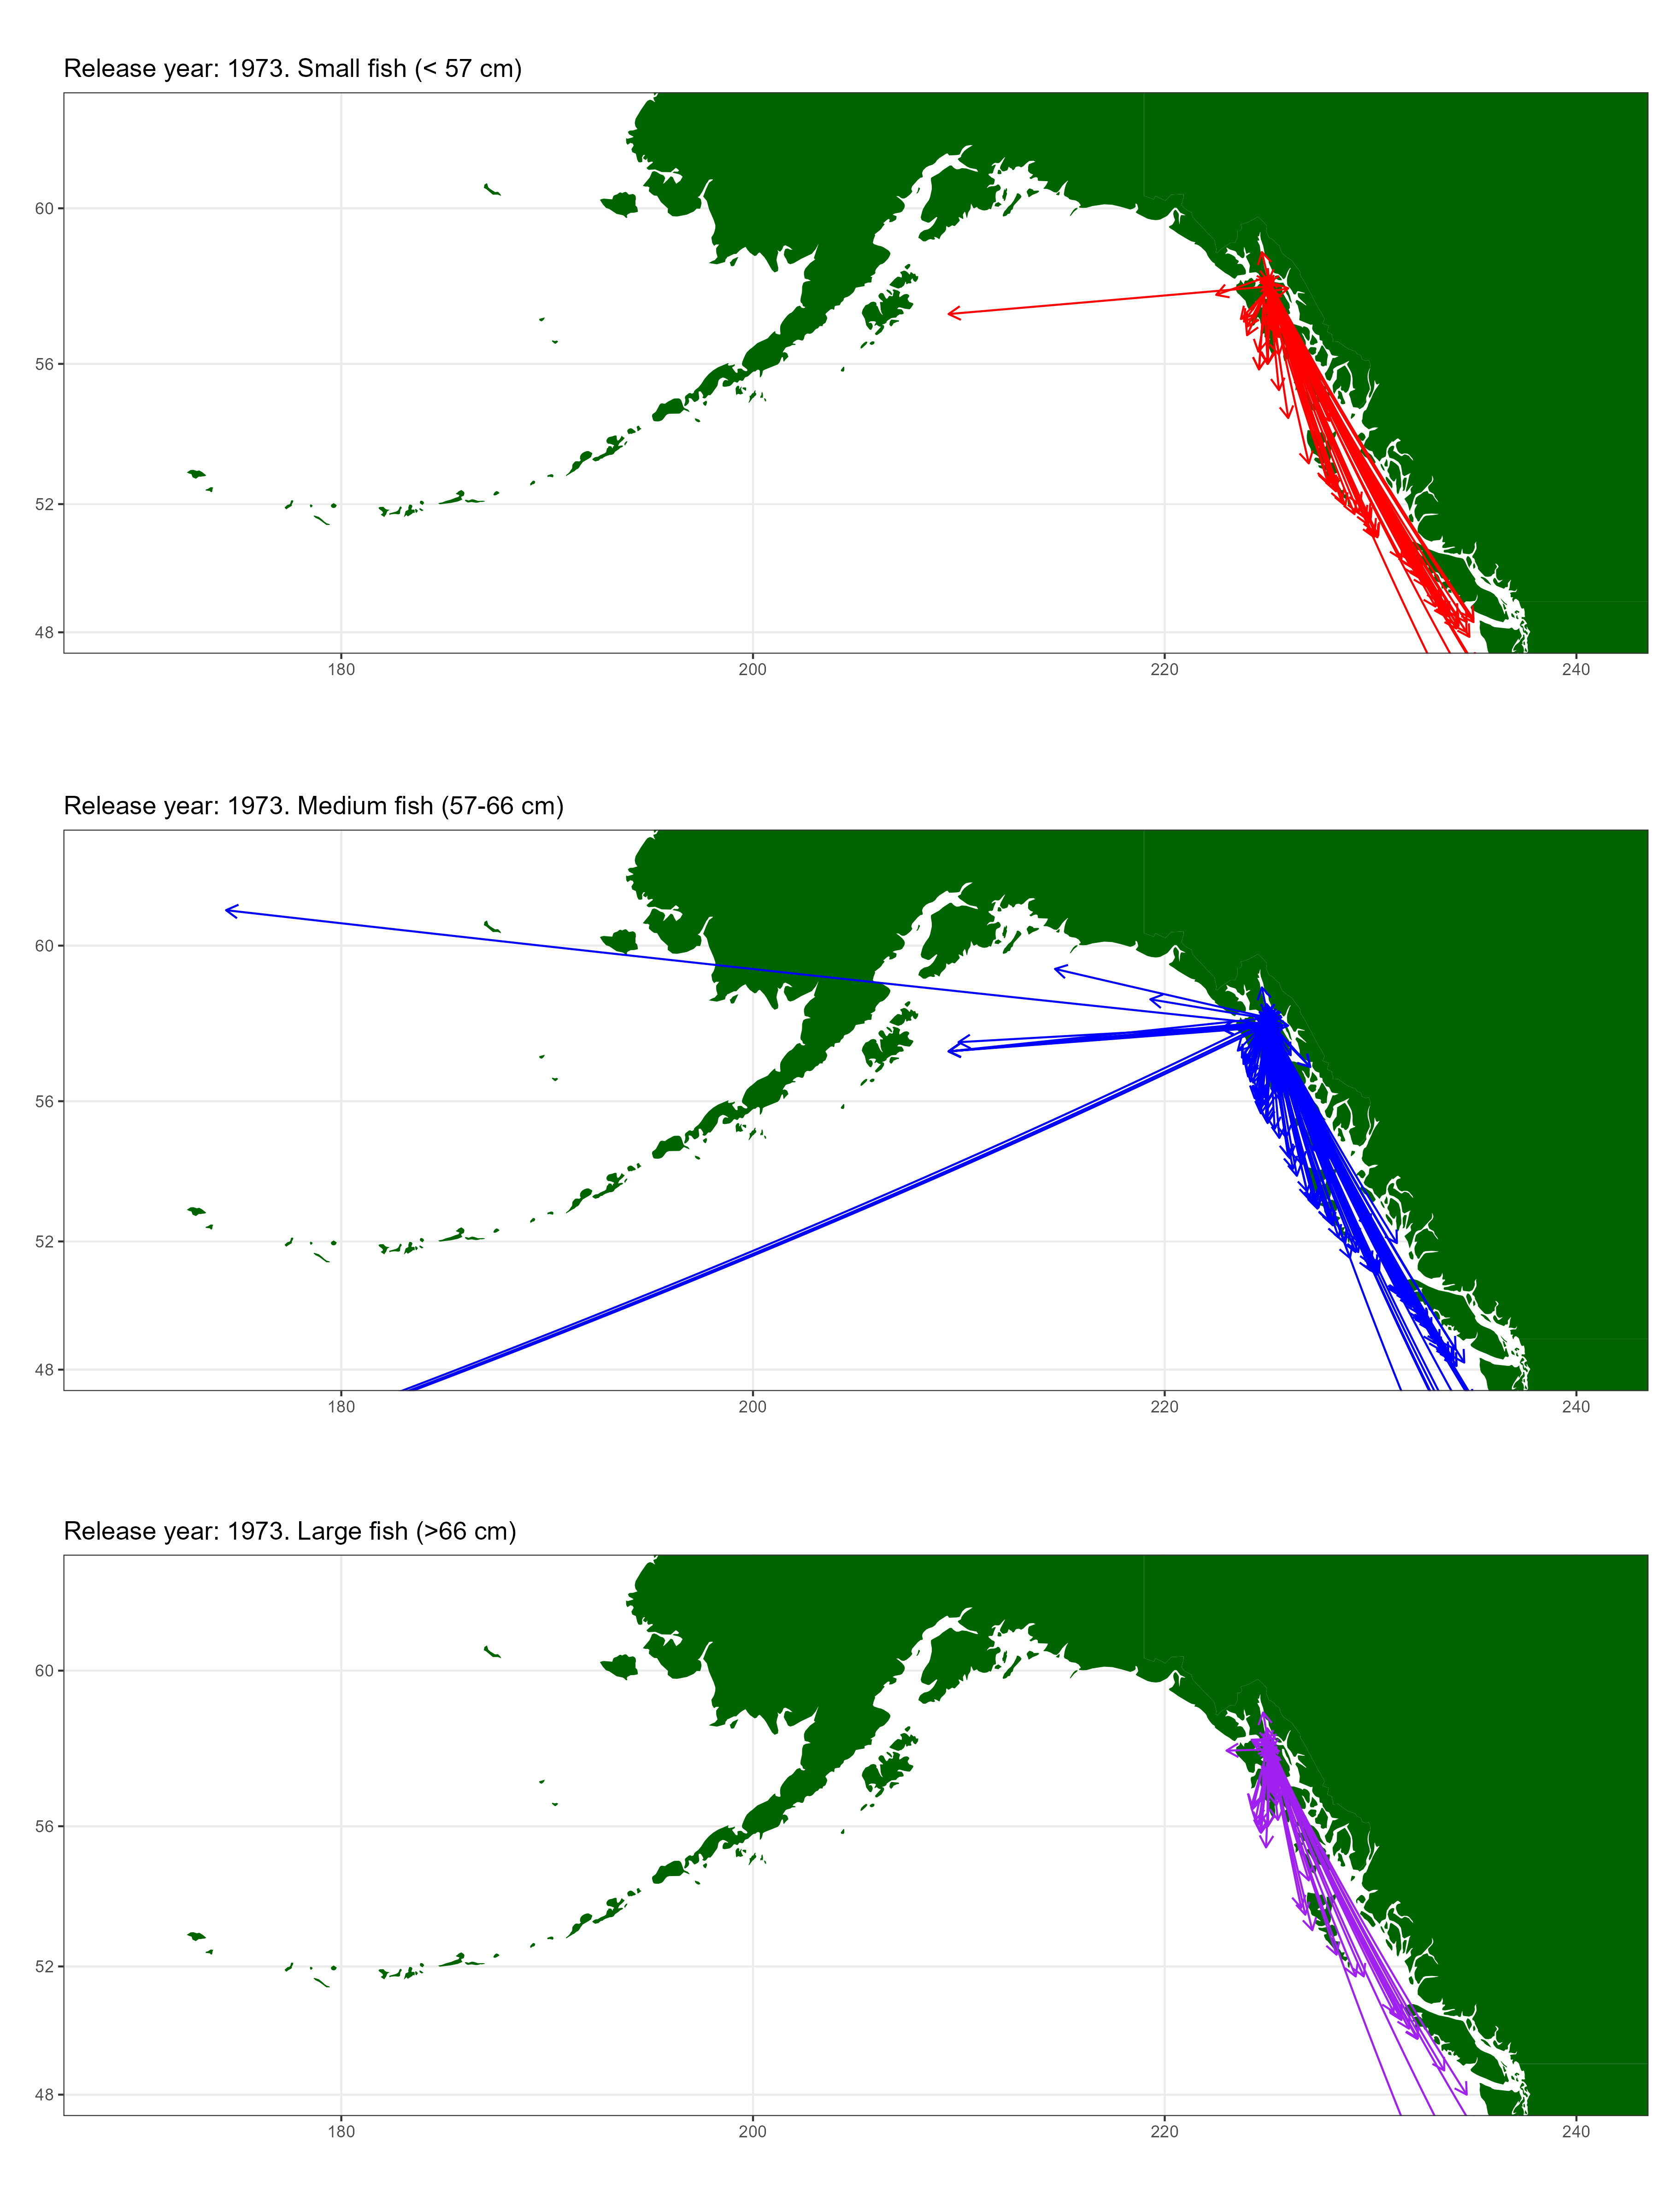 Release year: 1973. Small fish (< 57 cm)
60
56
52
48
180 200 220 240
Release year: 1973. Medium fish (57-66 cm)
60
56
52
48
180 200 220 240
Release year: 1973. Large fish (>66 cm)
60
56
52
48
180 200 220 240